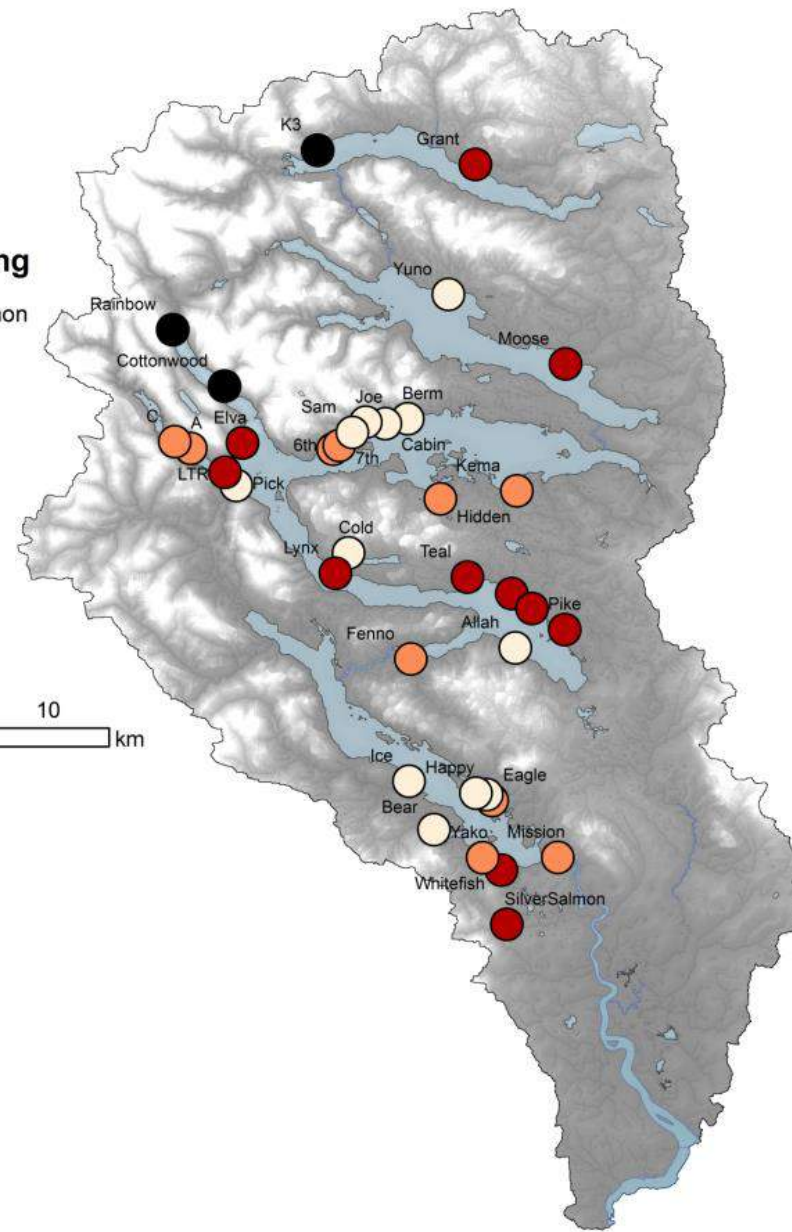 K3
Grant
ng
on
Yuno
Rainbow
Moose
Cottonwood
Berm
Joe
Sam
C
A
Elva
Cabin
6th
7th
Kema
LTR
Pick
Hidden
Cold
Lynx
Teal
Pike
Allah
Fenno
10
km
Ice
Happy
Eagle
Bear
Yako
Mission
Whitefish
SilverSalmon